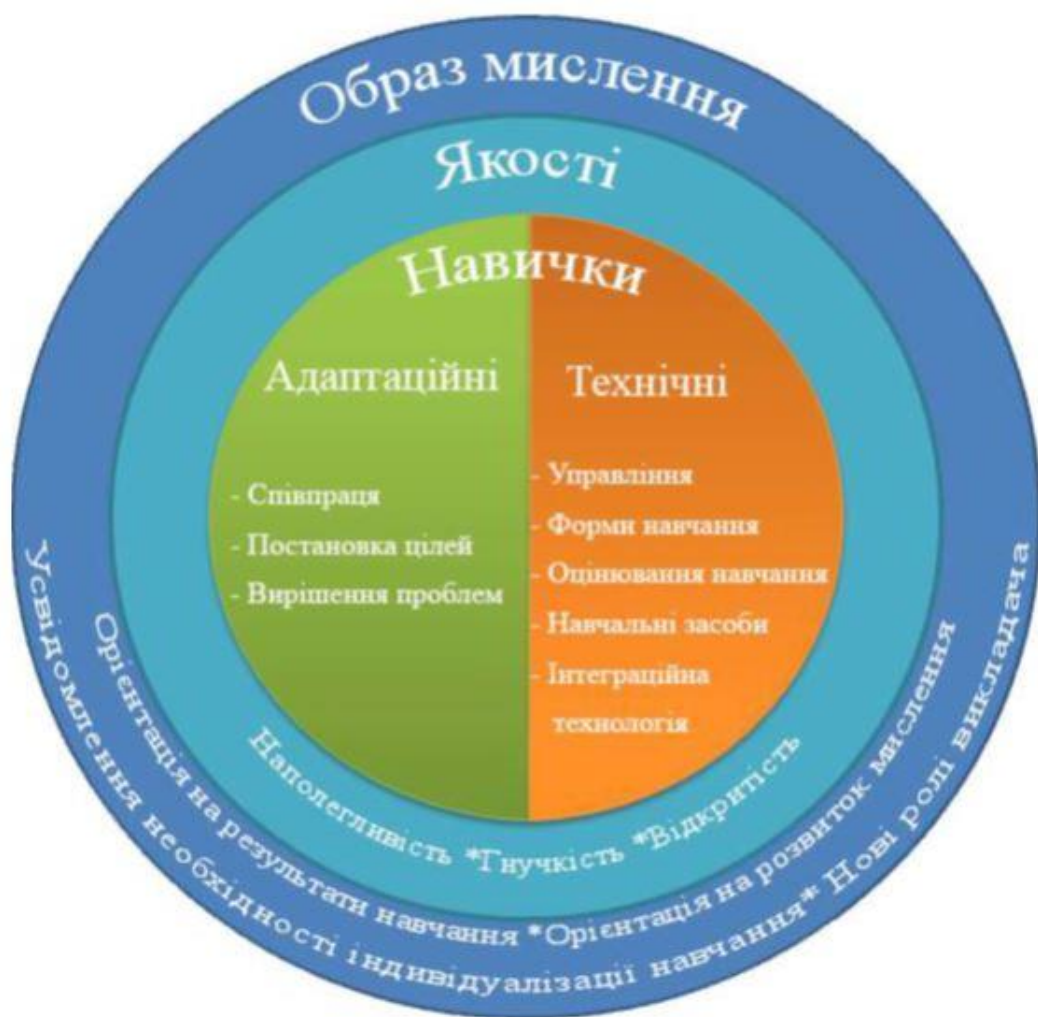 Образ мислення
Якості
Навички
Адаптаційні
- Співпраця
- Постановка цілей
- Вирішення проблем
Технічні
- Управління
- Форми навчання
- Оцінювання навчання
- Навчальні засоби
- Інтеграційна
технологія
Наполегливість *Гнучкість *Відкритість
Орієнтація на результати навчання *Орієнтація на розвиток мислення
Усвідомлення необхідності індивідуалізації навчання* Нові ролі викладача